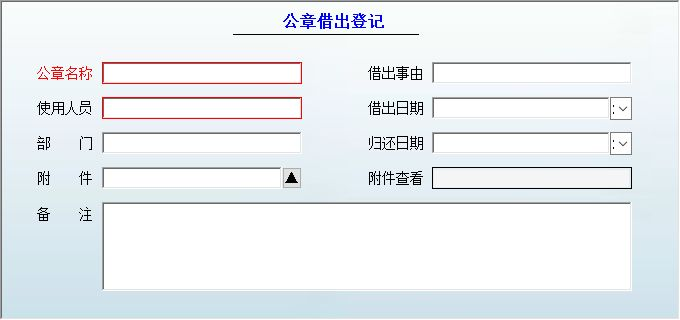 公章借出登记
公章名称 借出事由
使用人员 借出日期
部 门 归还日期
附 件 附件查看
备 注